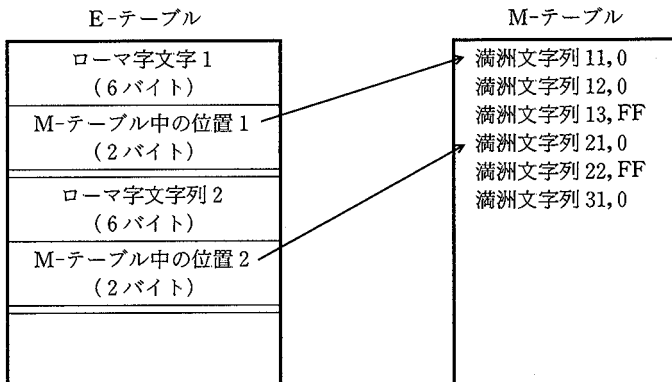 E-テーブル
ローマ字文字1
(6バイト)
M-テーブル中の位置1
(2バイト)
ローマ字文字列2
(6バイト)
M-テーブル中の位置2
(2バイト)
M-テーブル
満洲文字列11,0
満洲文字列12,0
満洲文字列13,FF
満洲文字列21,0
満洲文字列22,FF
満洲文字列31,0